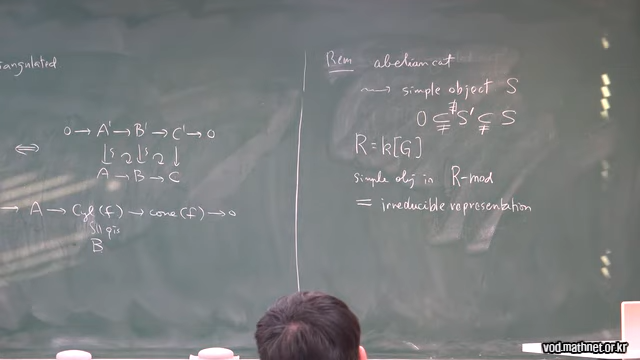 iangulated
0 → A' → B' → C' → 0
⇔ ↓s ↻ ↓s ↻ ↓
A → B → C
→ A → Cyl(f) → cone(f) → 0
qis
B
Rem abelian cat
⇝ simple object S
0 ⊊ ∄S' ⊊ S
R = k[G]
simple obj in R-mod
= irreducible representation
vod.mathnet.or.kr